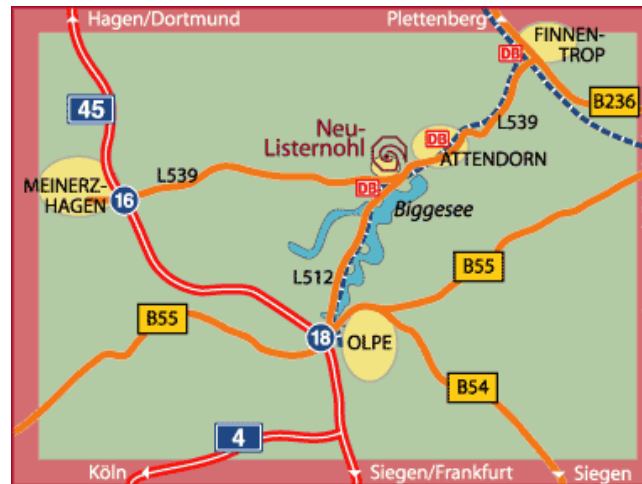 Hagen/Dortmund
Plettenberg
FINNEN-
TROP
DB
B236
45
Neu-
Listernohl
DB
L539
ATTENDORN
MEINERZ-
HAGEN
16
L539
DB
Biggesee
L512
B55
B55
18
OLPE
B54
4
Köln
Siegen/Frankfurt
Siegen